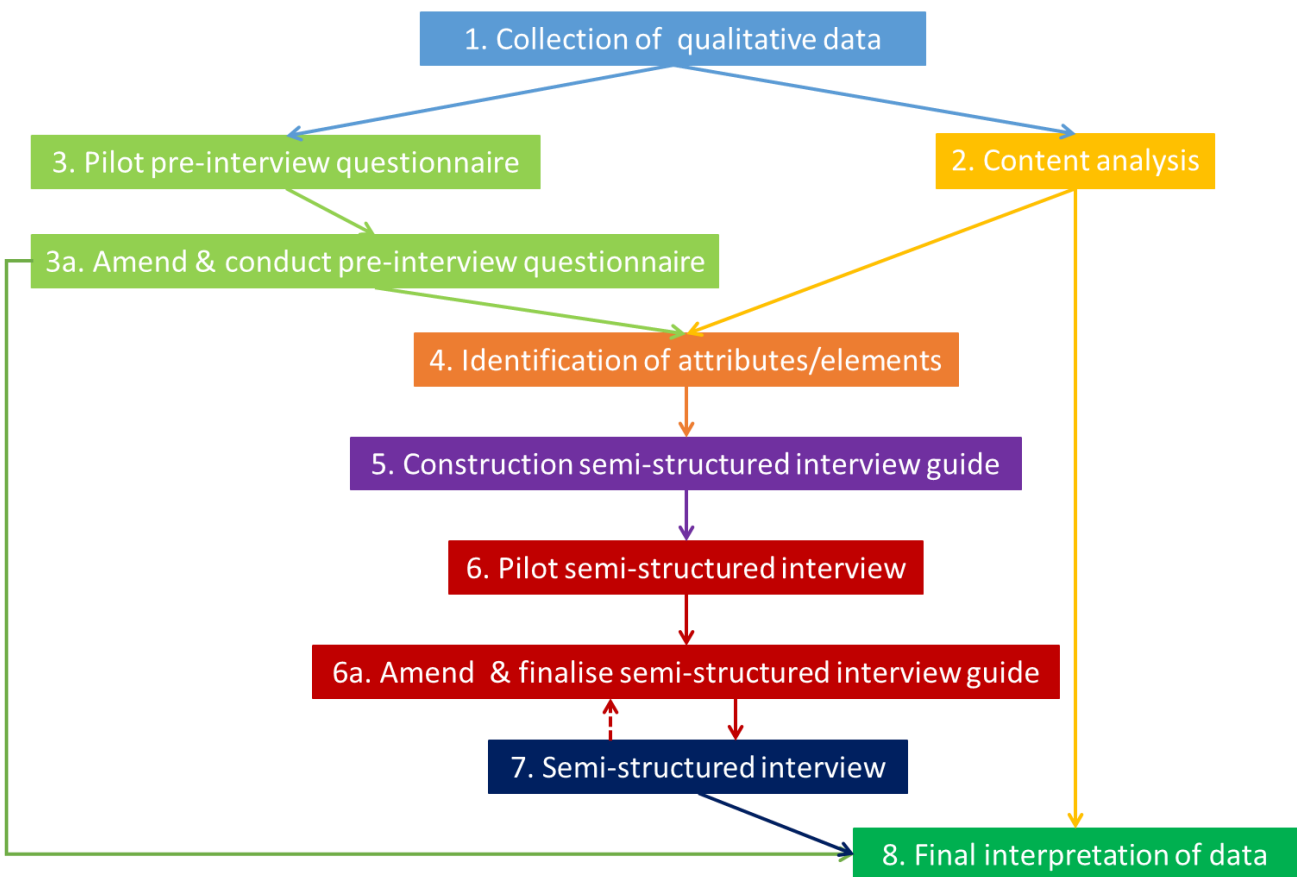 1. Collection of  qualitative data
3. Pilot pre-interview questionnaire
2. Content analysis
3a. Amend & conduct pre-interview questionnaire
4. Identification of attributes/elements
5. Construction semi-structured interview guide
6. Pilot semi-structured interview
6a. Amend  & finalise semi-structured interview guide
7. Semi-structured interview
8. Final interpretation of data